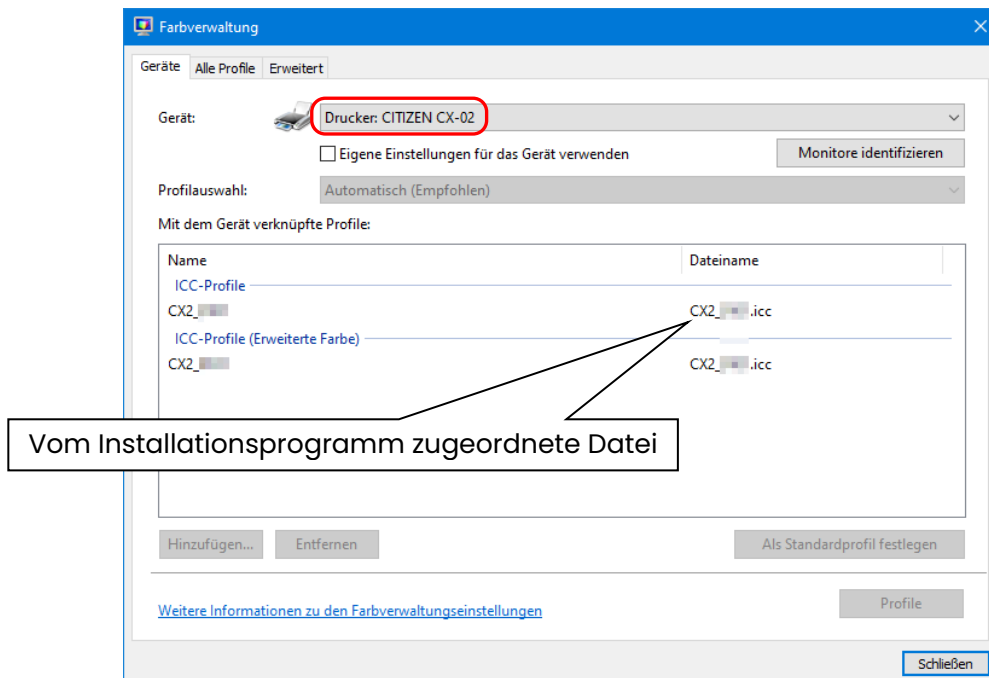 Farbverwaltung
Geräte Alle Profile Erweitert
Gerät: Drucker: CITIZEN CX-02
Eigene Einstellungen für das Gerät verwenden Monitore identifizieren
Profilauswahl: Automatisch (Empfohlen)
Mit dem Gerät verknüpfte Profile:
Name Dateiname
ICC-Profile
CX2_ CX2_ .icc
ICC-Profile (Erweiterte Farbe)
CX2_ CX2_ .icc
Vom Installationsprogramm zugeordnete Datei
Hinzufügen... Entfernen Als Standardprofil festlegen
Weitere Informationen zu den Farbverwaltungseinstellungen Profile
Schließen